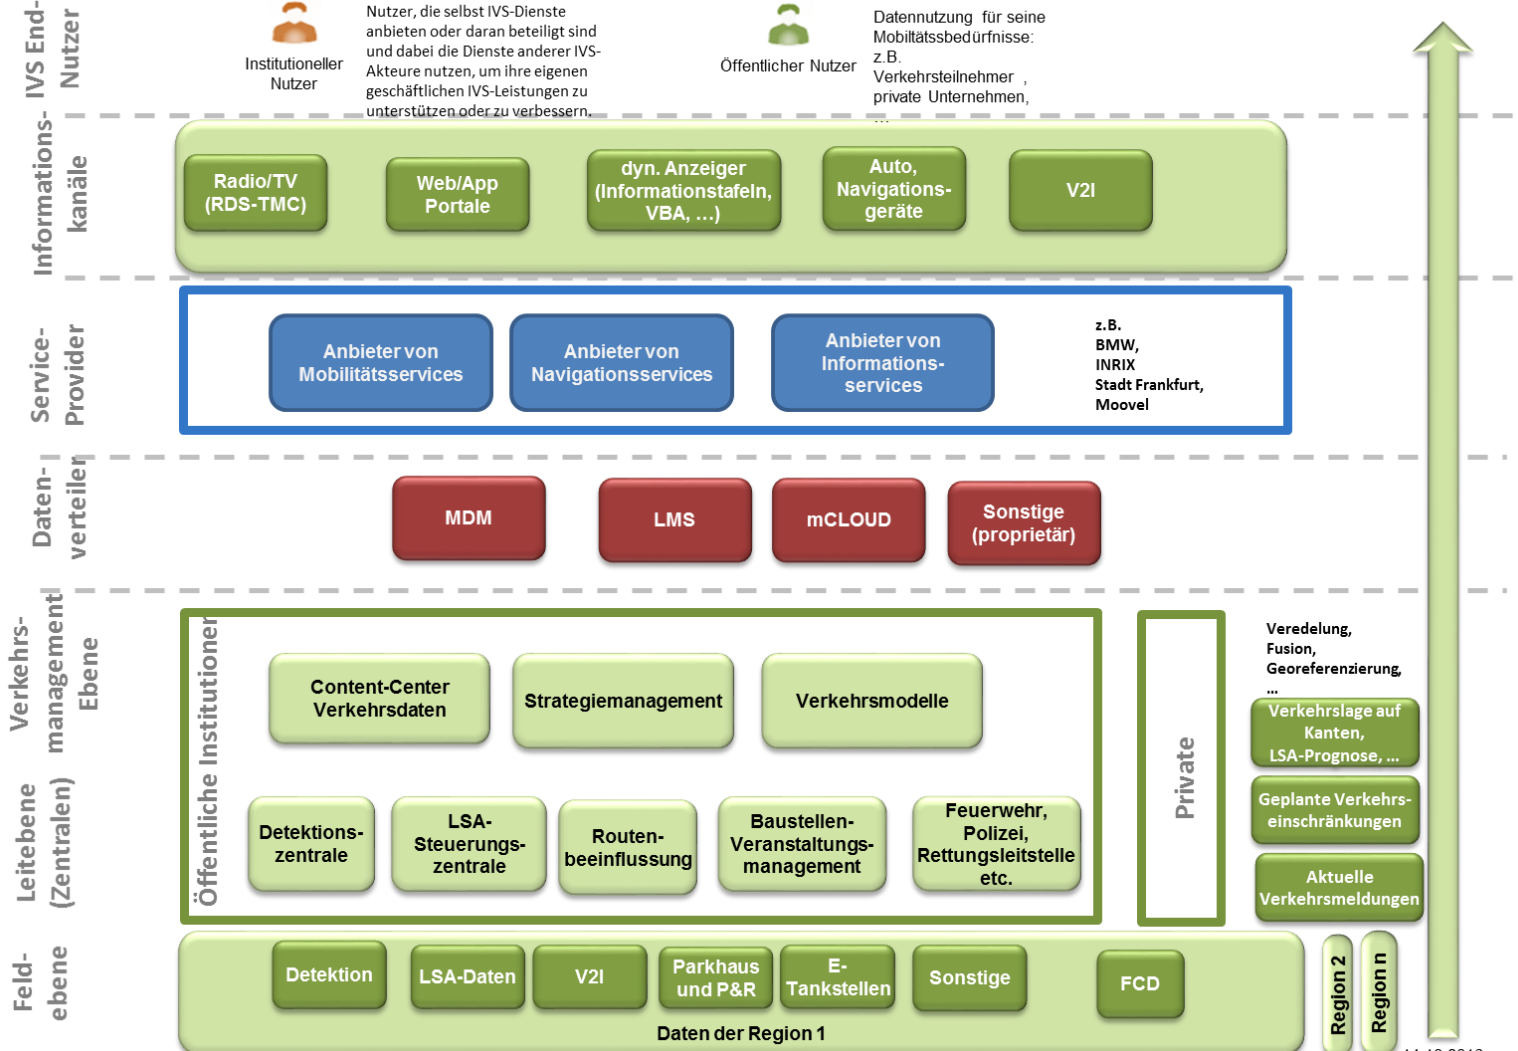 IVS End-
Nutzer
Institutioneller
Nutzer
Nutzer, die selbst IVS-Dienste
anbieten oder daran beteiligt sind
und dabei die Dienste anderer IVS-
Akteure nutzen, um ihre eigenen
geschäftlichen IVS-Leistungen zu
unterstützen oder zu verbessern.
Öffentlicher Nutzer
Datennutzung für seine
Mobiltätssbedürfnisse:
z.B.
Verkehrsteilnehmer ,
private Unternehmen,
...
Informations-
kanäle
Radio/TV
(RDS-TMC)
Web/App
Portale
dyn. Anzeiger
(Informationstafeln,
VBA, ...)
Auto,
Navigations-
geräte
V2I
Service-
Provider
Anbieter von
Mobilitätsservices
Anbieter von
Navigationsservices
Anbieter von
Informations-
services
z.B.
BMW,
INRIX
Stadt Frankfurt,
Moovel
Daten-
verteiler
MDM
LMS
mCLOUD
Sonstige
(proprietär)
Verkehrs-
management
Ebene
Öffentliche Institutionen
Content-Center
Verkehrsdaten
Strategiemanagement
Verkehrsmodelle
Private
Veredelung,
Fusion,
Georeferenzierung,
...
Verkehrslage auf
Kanten,
LSA-Prognose, ...
Geplante Verkehrs-
einschränkungen
Aktuelle
Verkehrsmeldungen
Leitebene
(Zentralen)
Detektions-
zentrale
LSA-
Steuerungs-
zentrale
Routen-
beeinflussung
Baustellen-
Veranstaltungs-
management
Feuerwehr,
Polizei,
Rettungsleitstelle
etc.
Feld-
ebene
Detektion
LSA-Daten
V2I
Parkhaus
und P&R
E-
Tankstellen
Sonstige
FCD
Daten der Region 1
Region 2
Region n